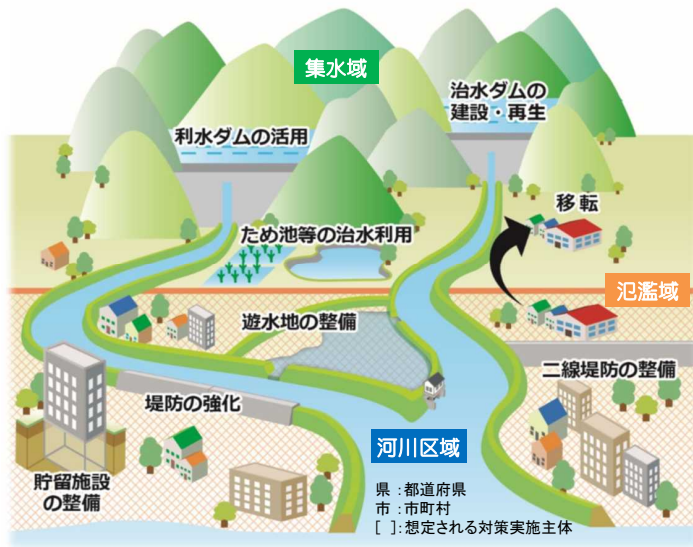 集水域
治水ダムの
建設・再生
利水ダムの活用
移転
ため池等の治水利用
氾濫域
遊水地の整備
二線堤防の整備
堤防の強化
河川区域
貯留施設
の整備
県：都道府県
市：市町村
[ ]：想定される対策実施主体